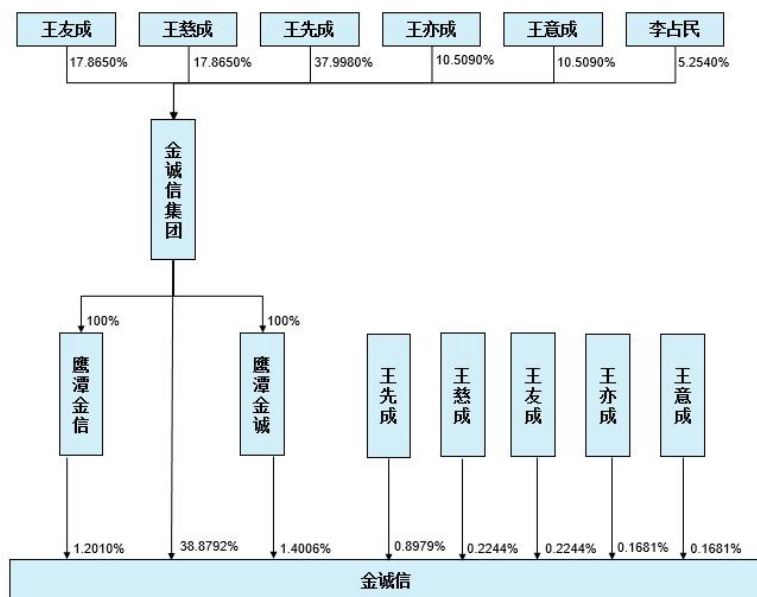 王友成
王慈成
王先成
王亦成
王意成
李占民
17.8650%
17.8650%
37.9980%
10.5090%
10.5090%
5.2540%
金诚信集团
100%
100%
鹰潭金信
鹰潭金诚
王先成
王慈成
王友成
王亦成
王意成
1.2010%
38.8792%
1.4006%
0.8979%
0.2244%
0.2244%
0.1681%
0.1681%
金诚信